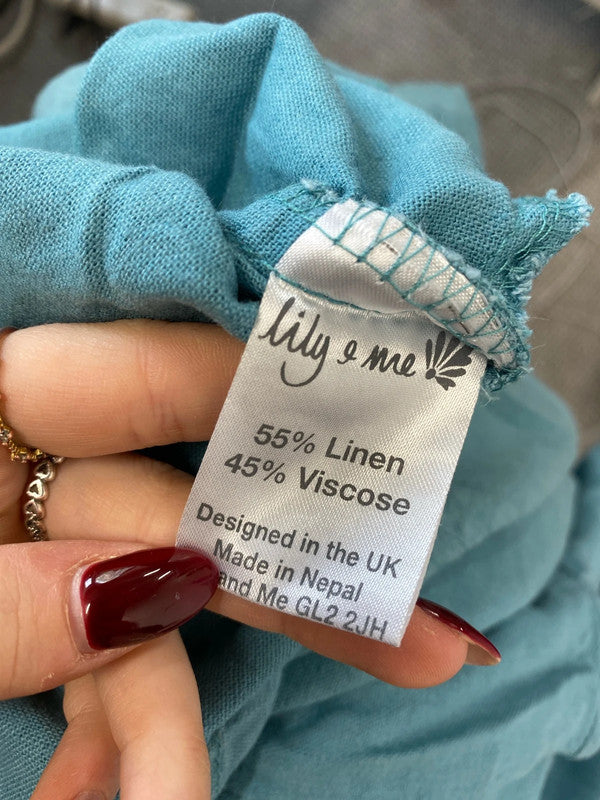 lily & me
55% Linen
45% Viscose
Designed in the UK
Made in Nepal
and Me GL2 2JH